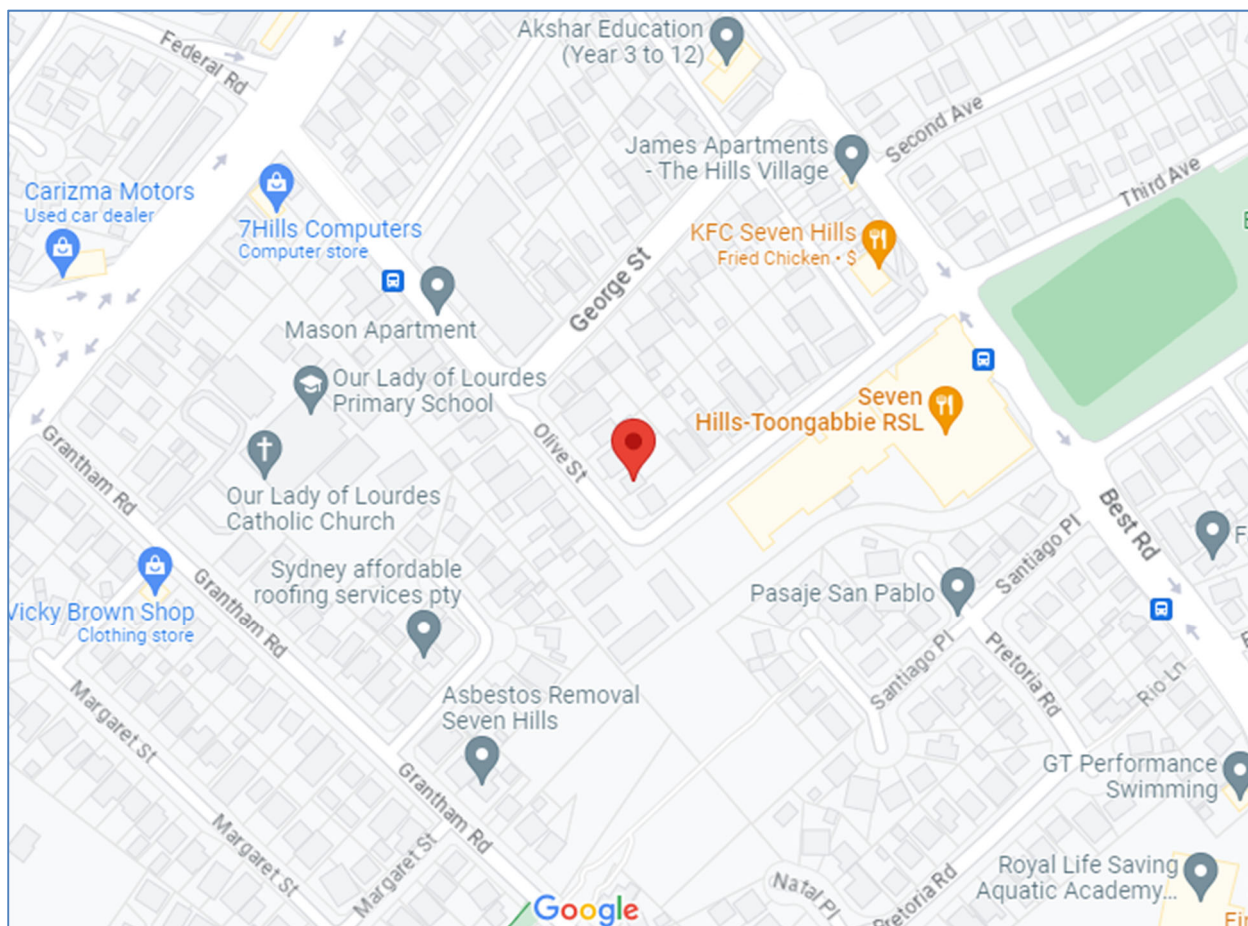 Akshar Education
(Year 3 to 12)
Federal Rd
Second Ave
James Apartments
- The Hills Village
Third Ave
Carizma Motors
Used car dealer
7Hills Computers
Computer store
KFC Seven Hills
Fried Chicken • $
George St
Mason Apartment
Our Lady of Lourdes
Primary School
Seven
Hills-Toongabbie RSL
Olive St
Grantham Rd
Our Lady of Lourdes
Catholic Church
Best Rd
Santiago Pl
Sydney affordable
roofing services pty
Grantham Rd
Pasaje San Pablo
Vicky Brown Shop
Clothing store
Santiago Pl
Pretoria Rd
Rio Ln
Margaret St
Asbestos Removal
Seven Hills
GT Performance
Swimming
Grantham Rd
Margaret St
Margaret St
Royal Life Saving
Aquatic Academy...
Natal Pl
Pretoria Rd
Google